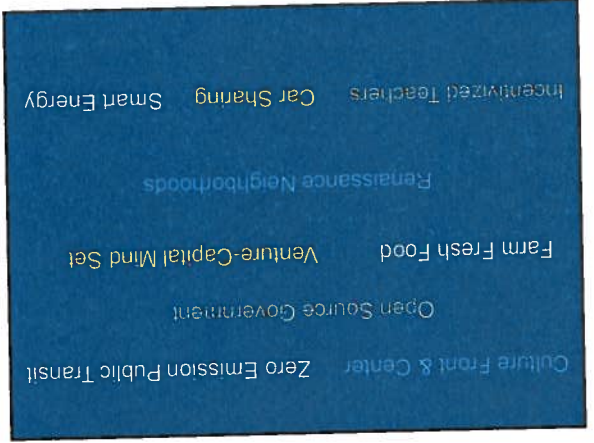 Culture Front & Center Zero Emission Public Transit
Open Source Government
Farm Fresh Food Venture-Capital Mind Set
Renaissance Neighborhoods
Incentivized Teachers Car Sharing Smart Energy